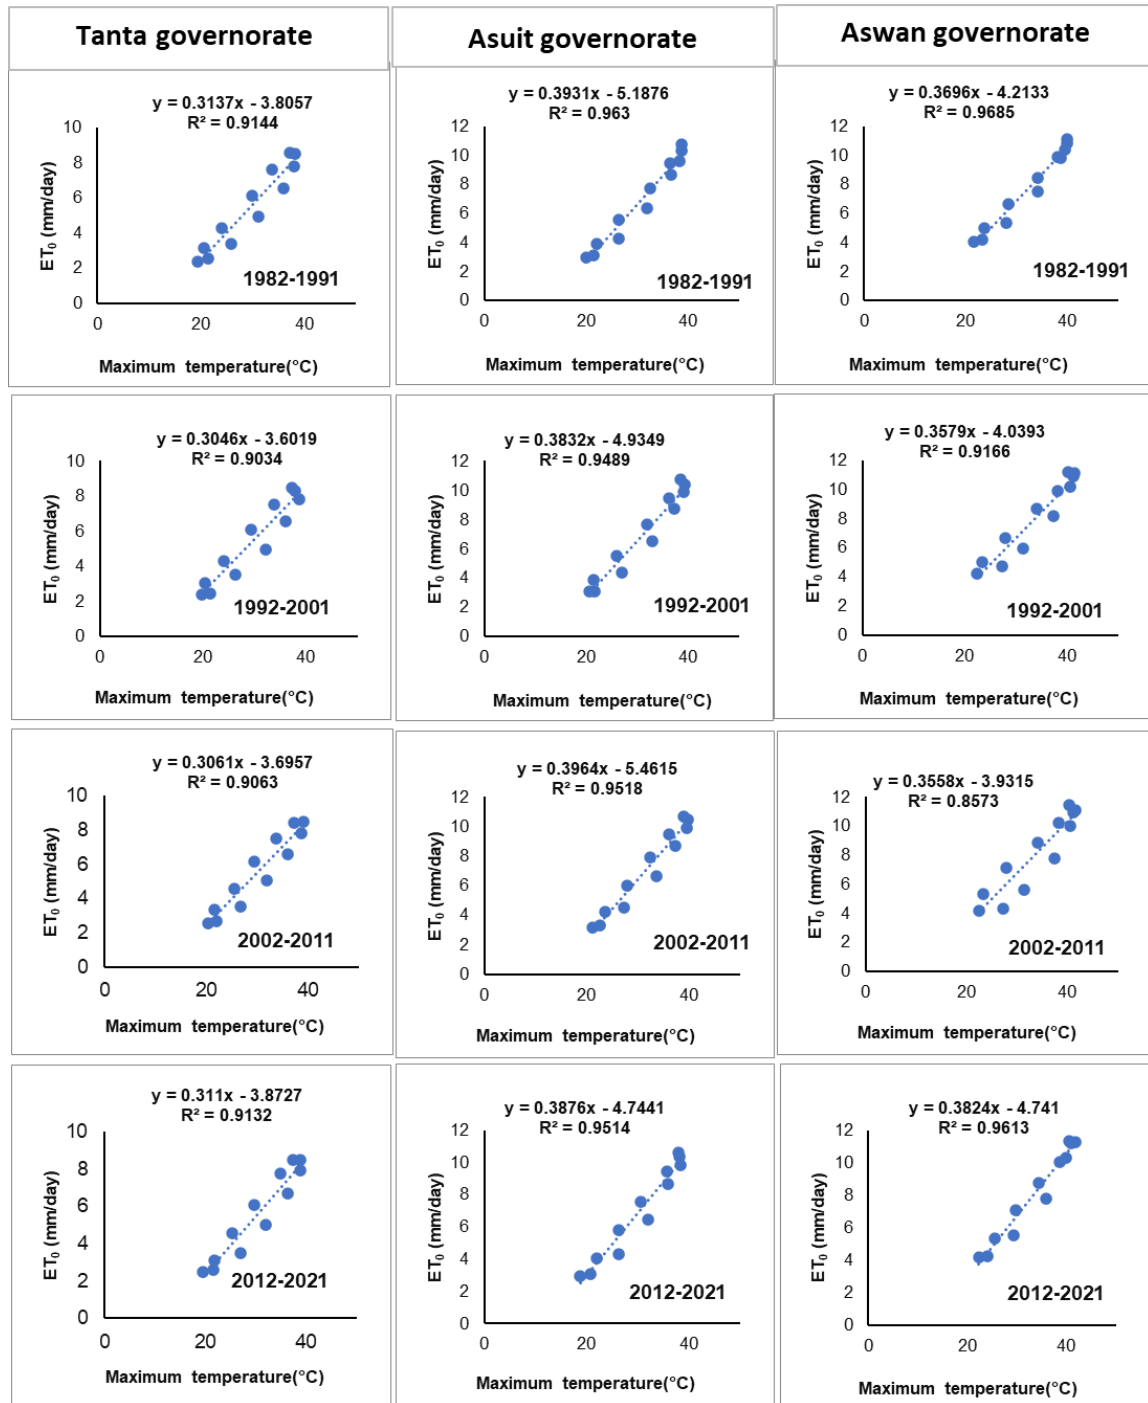 Tanta governorate
Asuit governorate
Aswan governorate
y = 0.3137x - 3.8057
R² = 0.9144
10
8
6
4
2
0
0
20
40
ET₀ (mm/day)
1982-1991
Maximum temperature(°C)
y = 0.3931x - 5.1876
R² = 0.963
12
10
8
6
4
2
0
0
20
40
ET₀ (mm/day)
1982-1991
Maximum temperature(°C)
y = 0.3696x - 4.2133
R² = 0.9685
12
10
8
6
4
2
0
0
20
40
ET₀ (mm/day)
1982-1991
Maximum temperature(°C)
y = 0.3046x - 3.6019
R² = 0.9034
10
8
6
4
2
0
0
20
40
ET₀ (mm/day)
1992-2001
Maximum temperature(°C)
y = 0.3832x - 4.9349
R² = 0.9489
12
10
8
6
4
2
0
0
20
40
ET₀ (mm/day)
1992-2001
Maximum temperature(°C)
y = 0.3579x - 4.0393
R² = 0.9166
12
10
8
6
4
2
0
0
20
40
ET₀ (mm/day)
1992-2001
Maximum temperature(°C)
y = 0.3061x - 3.6957
R² = 0.9063
10
8
6
4
2
0
0
20
40
ET₀ (mm/day)
2002-2011
Maximum temperature(°C)
y = 0.3964x - 5.4615
R² = 0.9518
12
10
8
6
4
2
0
0
20
40
ET₀ (mm/day)
2002-2011
Maximum temperature(°C)
y = 0.3558x - 3.9315
R² = 0.8573
12
10
8
6
4
2
0
0
20
40
ET₀ (mm/day)
2002-2011
Maximum temperature(°C)
y = 0.311x - 3.8727
R² = 0.9132
10
8
6
4
2
0
0
20
40
ET₀ (mm/day)
2012-2021
Maximum temperature(°C)
y = 0.3876x - 4.7441
R² = 0.9514
12
10
8
6
4
2
0
0
20
40
ET₀ (mm/day)
2012-2021
Maximum temperature(°C)
y = 0.3824x - 4.741
R² = 0.9613
12
10
8
6
4
2
0
0
20
40
ET₀ (mm/day)
2012-2021
Maximum temperature(°C)